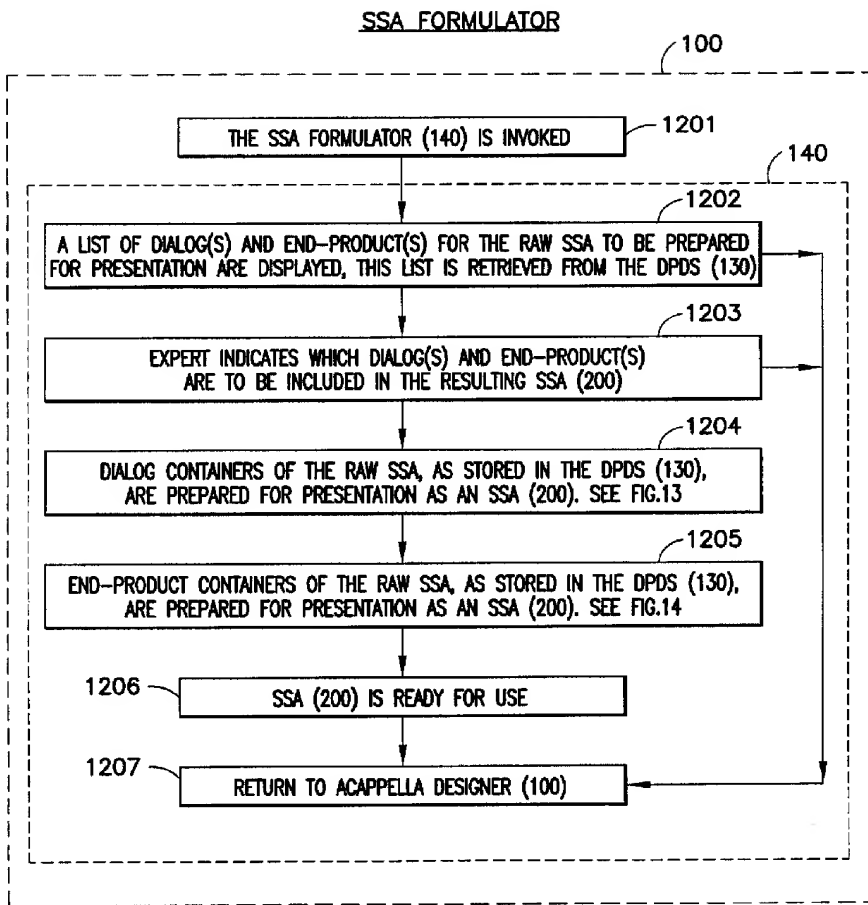 SSA FORMULATOR
100
THE SSA FORMULATOR (140) IS INVOKED
1201
140
1202
A LIST OF DIALOG(S) AND END-PRODUCT(S) FOR THE RAW SSA TO BE PREPARED
FOR PRESENTATION ARE DISPLAYED, THIS LIST IS RETRIEVED FROM THE DPDS (130)
1203
EXPERT INDICATES WHICH DIALOG(S) AND END-PRODUCT(S)
ARE TO BE INCLUDED IN THE RESULTING SSA (200)
1204
DIALOG CONTAINERS OF THE RAW SSA, AS STORED IN THE DPDS (130),
ARE PREPARED FOR PRESENTATION AS AN SSA (200). SEE FIG.13
1205
END-PRODUCT CONTAINERS OF THE RAW SSA, AS STORED IN THE DPDS (130),
ARE PREPARED FOR PRESENTATION AS AN SSA (200). SEE FIG.14
1206
SSA (200) IS READY FOR USE
1207
RETURN TO ACAPPELLA DESIGNER (100)